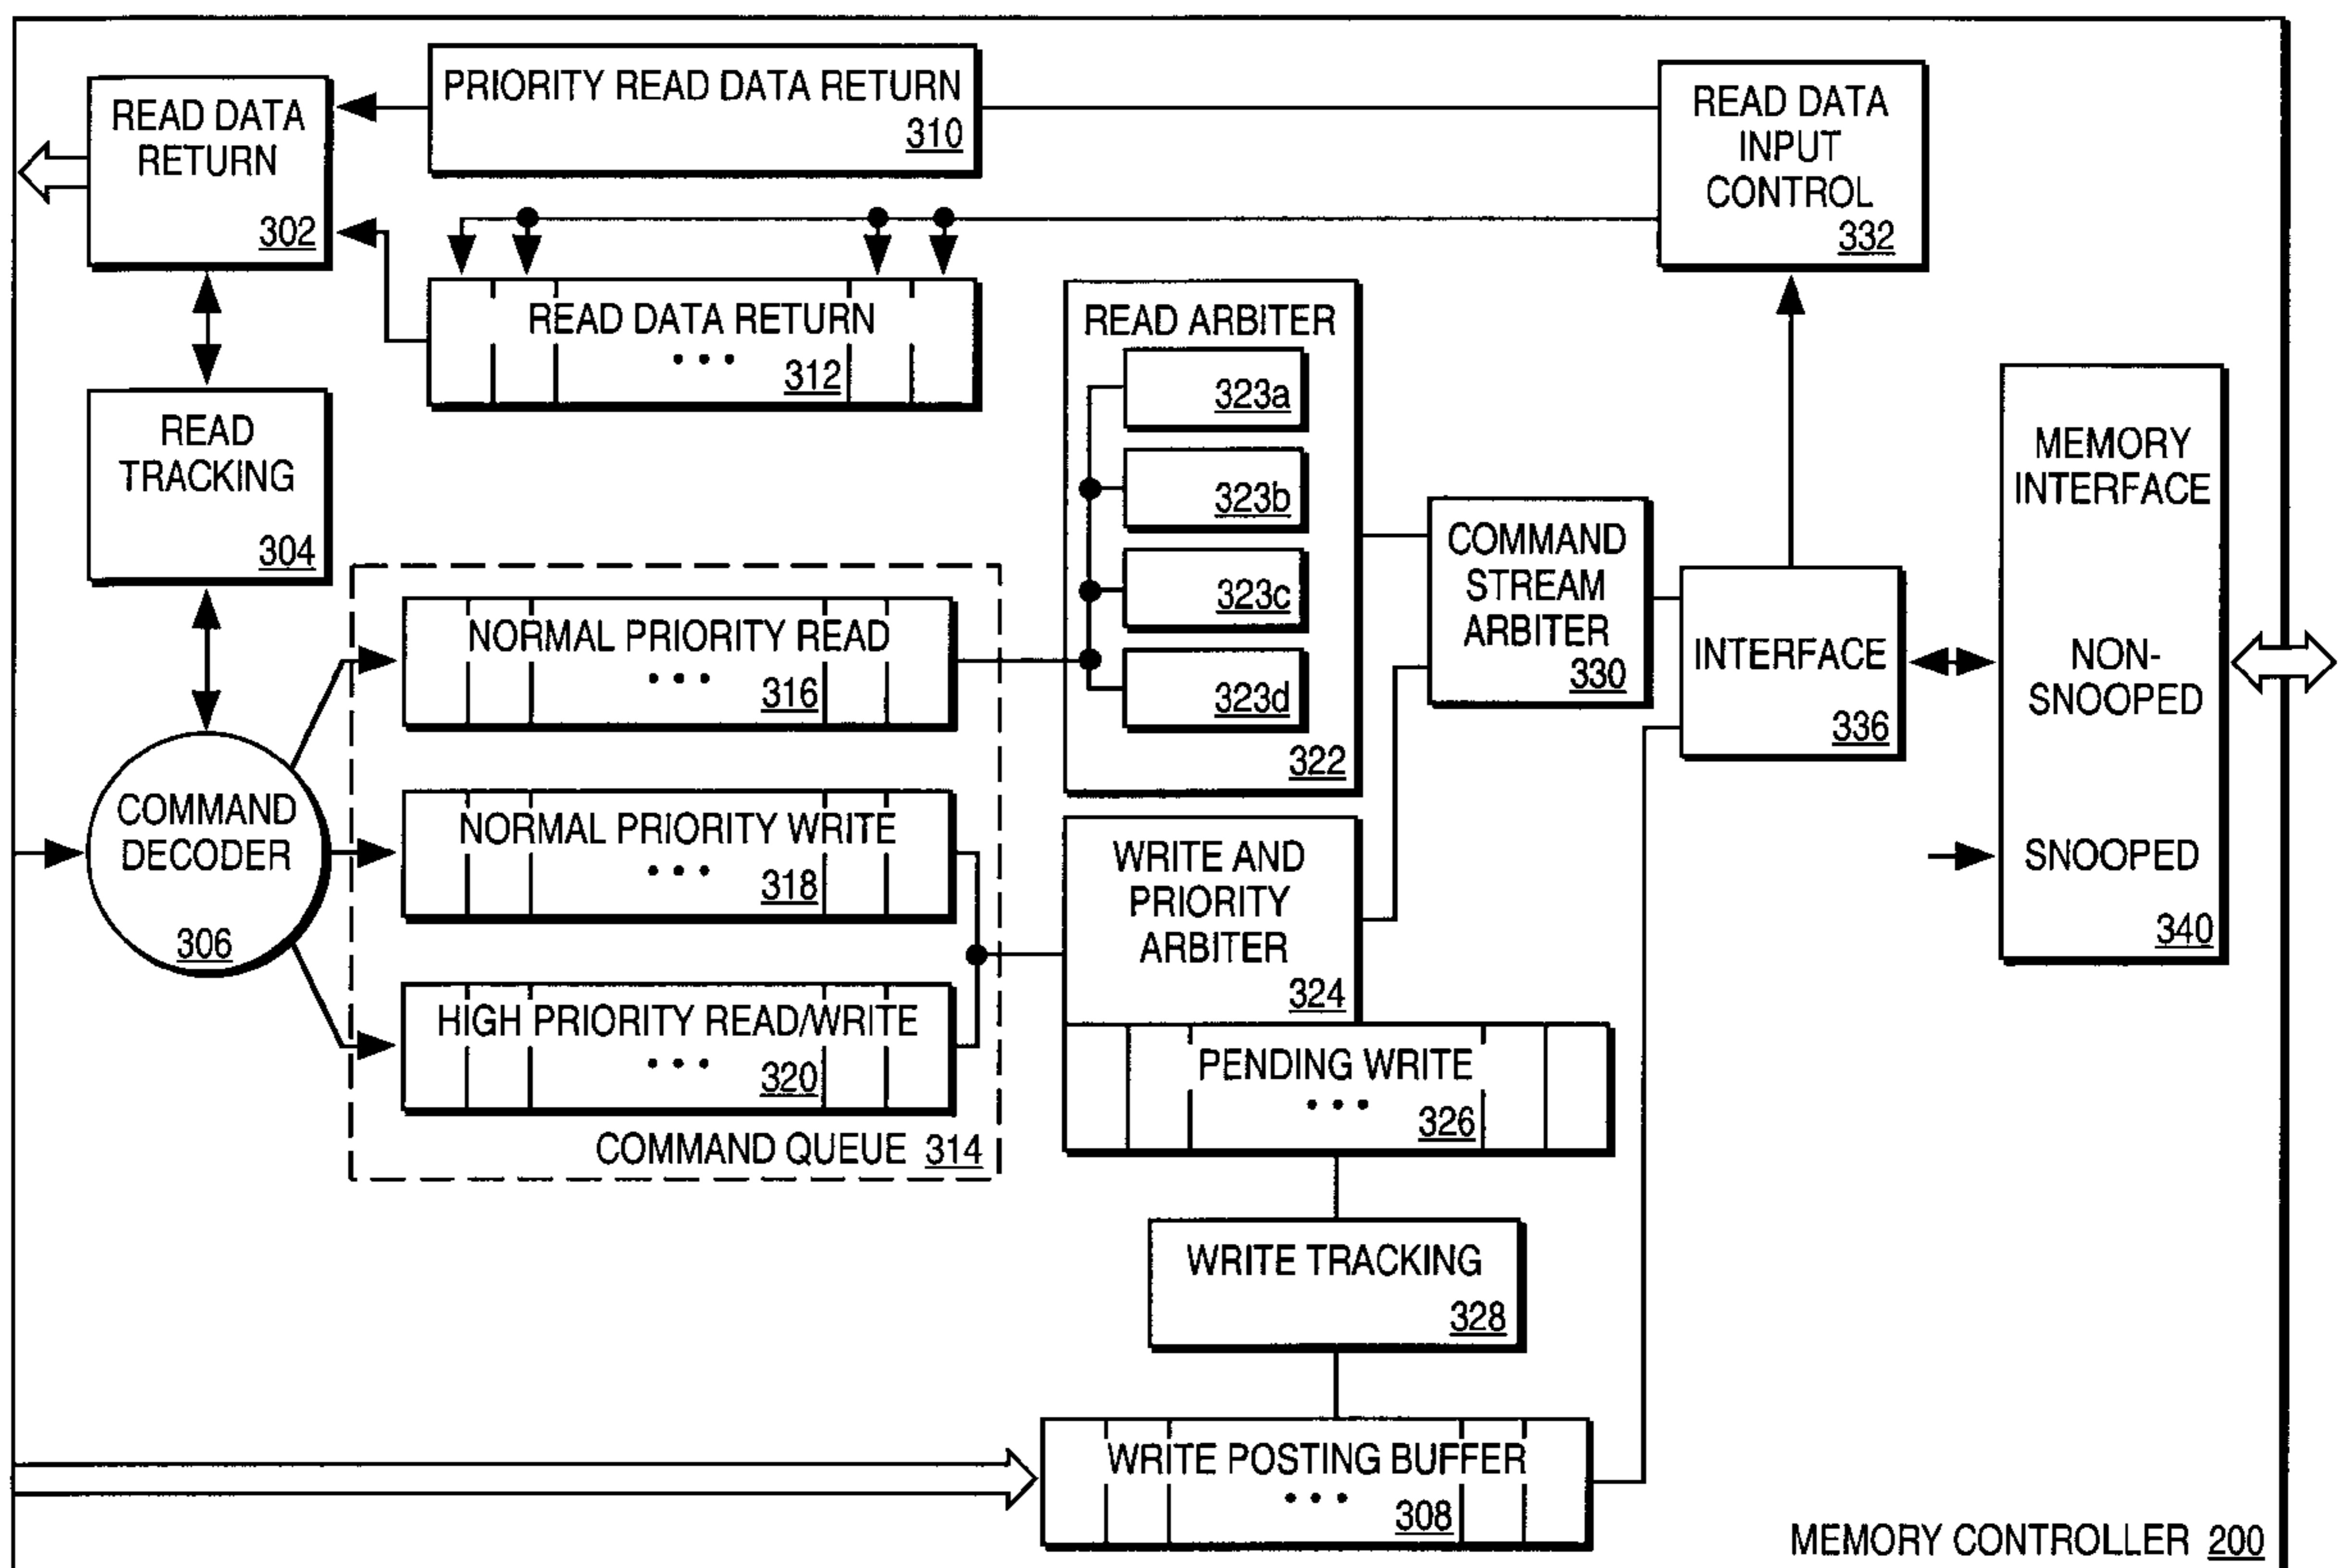 PRIORITY READ DATA RETURN
310
READ DATA
RETURN
302
READ DATA
INPUT
CONTROL
332
READ DATA RETURN
• • •
312
READ ARBITER
323a
323b
323c
323d
322
READ
TRACKING
304
MEMORY
INTERFACE
NON-
SNOOPED
SNOOPED
340
COMMAND
STREAM
ARBITER
330
INTERFACE
336
NORMAL PRIORITY READ
• • •
316
COMMAND
DECODER
306
NORMAL PRIORITY WRITE
• • •
318
HIGH PRIORITY READ/WRITE
• • •
320
COMMAND QUEUE 314
WRITE AND
PRIORITY
ARBITER
324
PENDING WRITE
• • •
326
WRITE TRACKING
328
WRITE POSTING BUFFER
• • •
308
MEMORY CONTROLLER 200